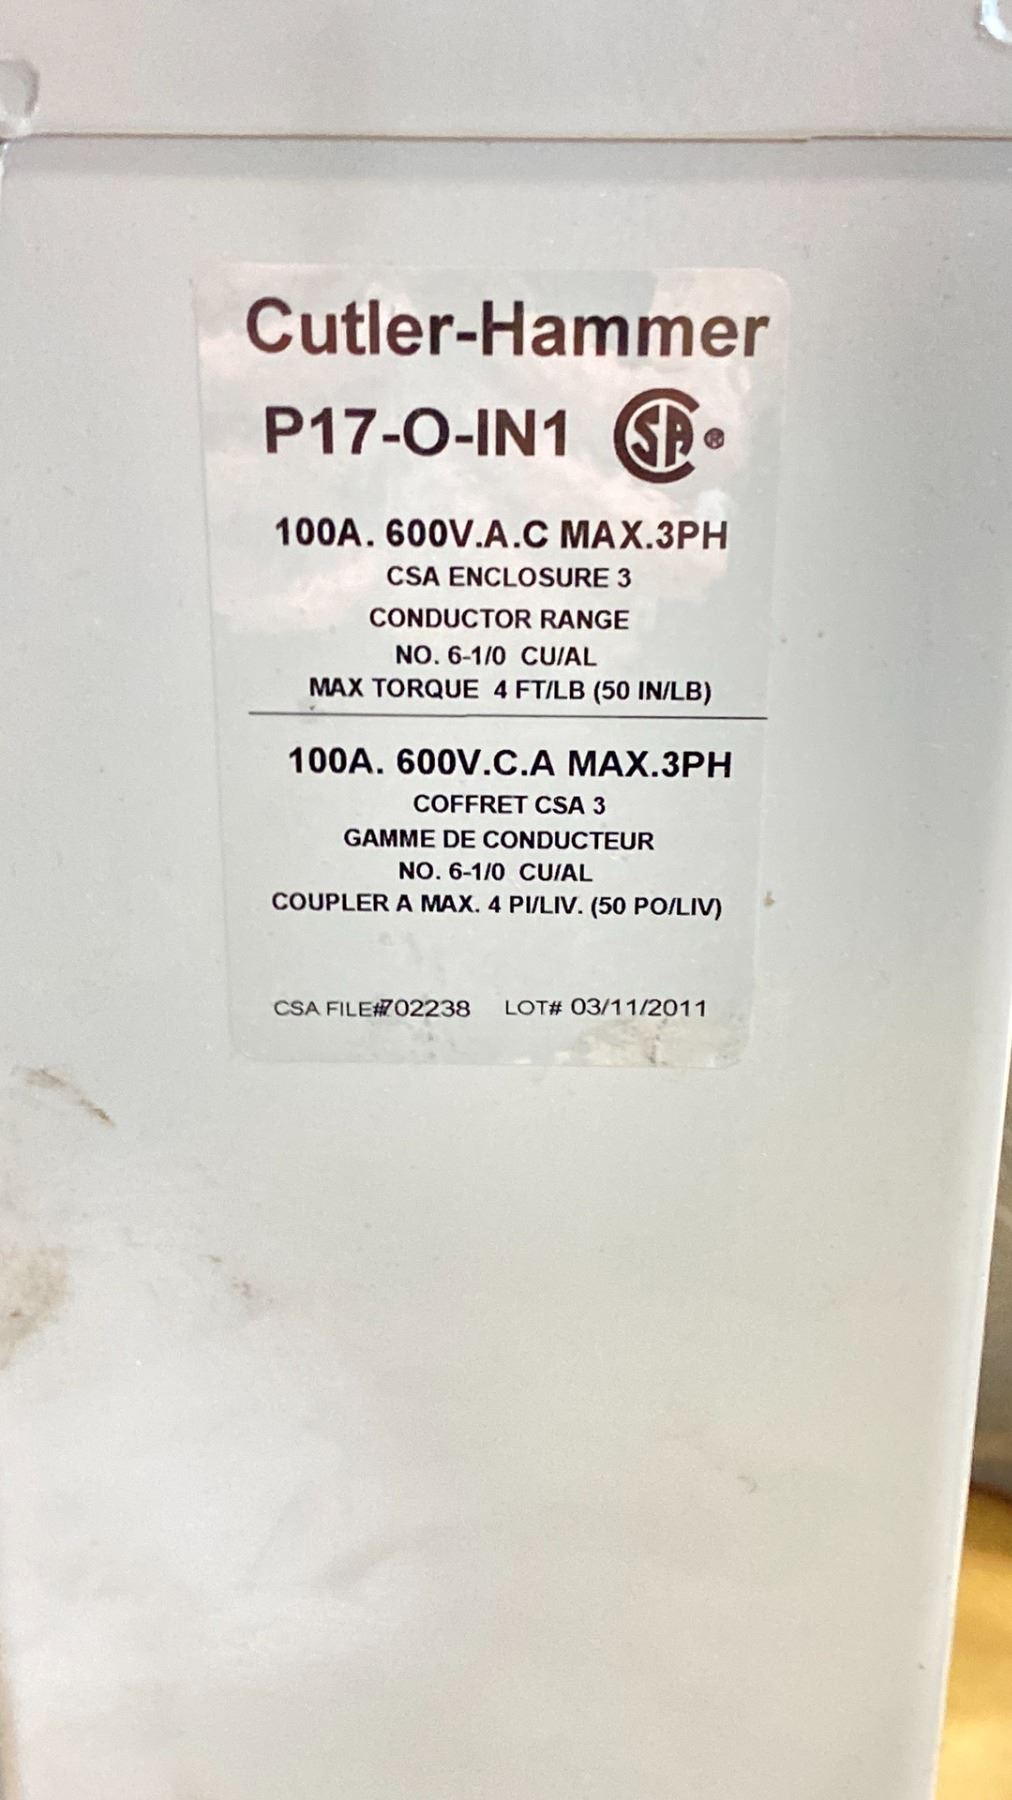 Cutler-Hammer
P17-O-IN1 CSA ®
100A. 600V.A.C MAX.3PH
CSA ENCLOSURE 3
CONDUCTOR RANGE
NO. 6-1/0 CU/AL
MAX TORQUE 4 FT/LB (50 IN/LB)
100A. 600V.C.A MAX.3PH
COFFRET CSA 3
GAMME DE CONDUCTEUR
NO. 6-1/0 CU/AL
COUPLER A MAX. 4 PI/LIV. (50 PO/LIV)
CSA FILE#702238 LOT# 03/11/2011